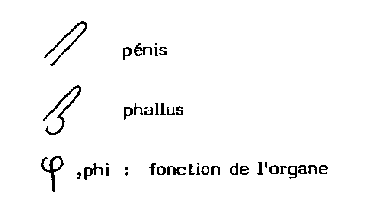 pénis
phallus
φ ,phi : fonction de l'organe